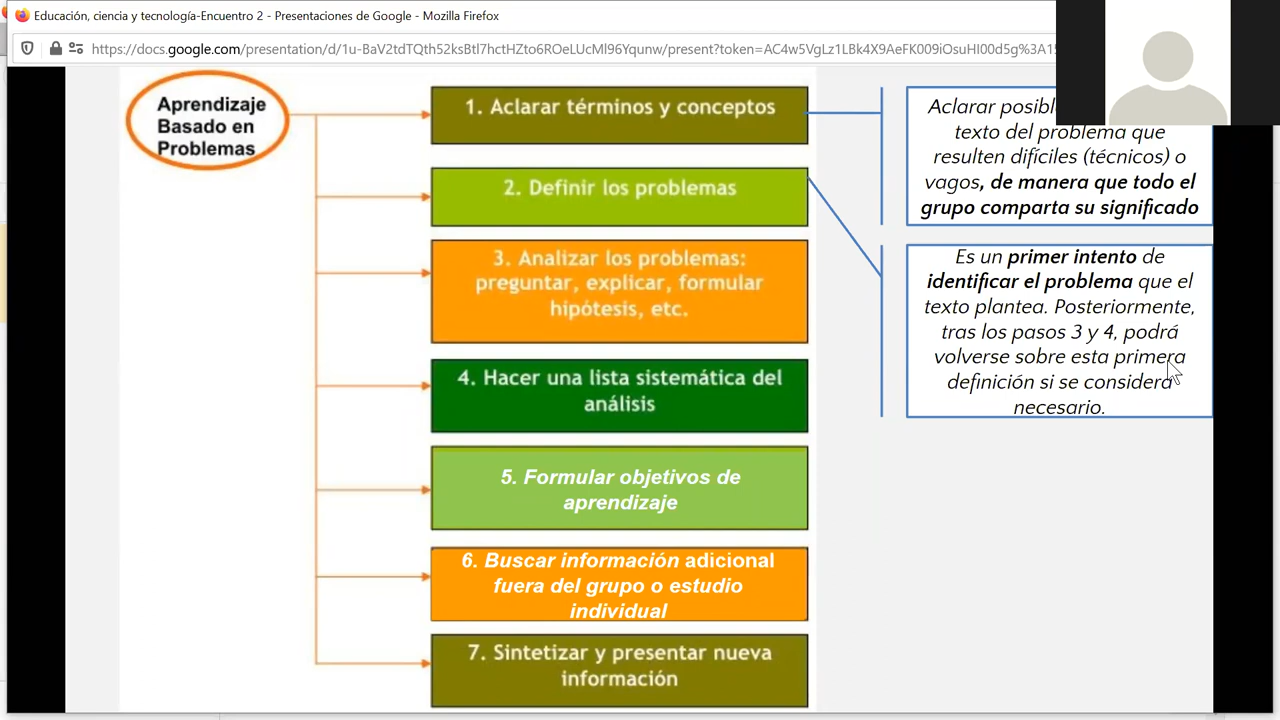 Educación, ciencia y tecnología-Encuentro 2 - Presentaciones de Google - Mozilla Firefox
https://docs.google.com/presentation/d/1u-BaV2tdTQth52ksBtl7hctHZto6ROeLUcMl96Yqunw/present?token=AC4w5VgLz1LBk4X9AeFK009iOsuHI00d5g%3A15
Aprendizaje
Basado en
Problemas
1. Aclarar términos y conceptos
2. Definir los problemas
3. Analizar los problemas:
preguntar, explicar, formular
hipótesis, etc.
4. Hacer una lista sistemática del
análisis
5. Formular objetivos de
aprendizaje
6. Buscar información adicional
fuera del grupo o estudio
individual
7. Sintetizar y presentar nueva
información
Aclarar
texto del problema que
resulten difíciles (técnicos) o
vagos, de manera que todo el
grupo comparta su significado
Es un primer intento de
identificar el problema que el
texto plantea. Posteriormente,
tras los pasos 3 y 4, podrá
volverse sobre esta primera
definición si se considera
necesario.